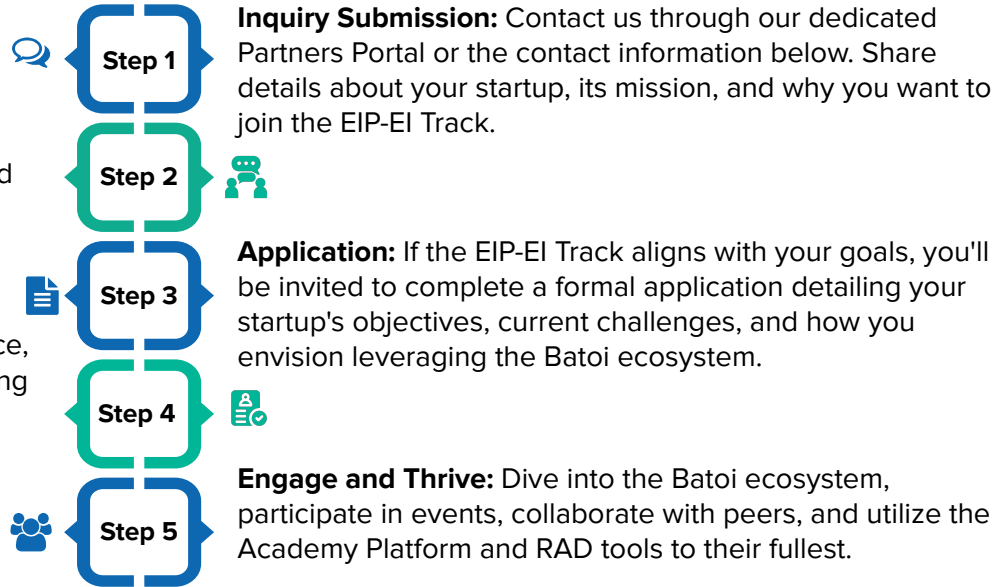 Step 1
Inquiry Submission: Contact us through our dedicated
Partners Portal or the contact information below. Share
details about your startup, its mission, and why you want to
join the EIP-EI Track.
Step 2
Step 3
Application: If the EIP-EI Track aligns with your goals, you'll
be invited to complete a formal application detailing your
startup's objectives, current challenges, and how you
envision leveraging the Batoi ecosystem.
Step 4
Step 5
Engage and Thrive: Dive into the Batoi ecosystem,
participate in events, collaborate with peers, and utilize the
Academy Platform and RAD tools to their fullest.